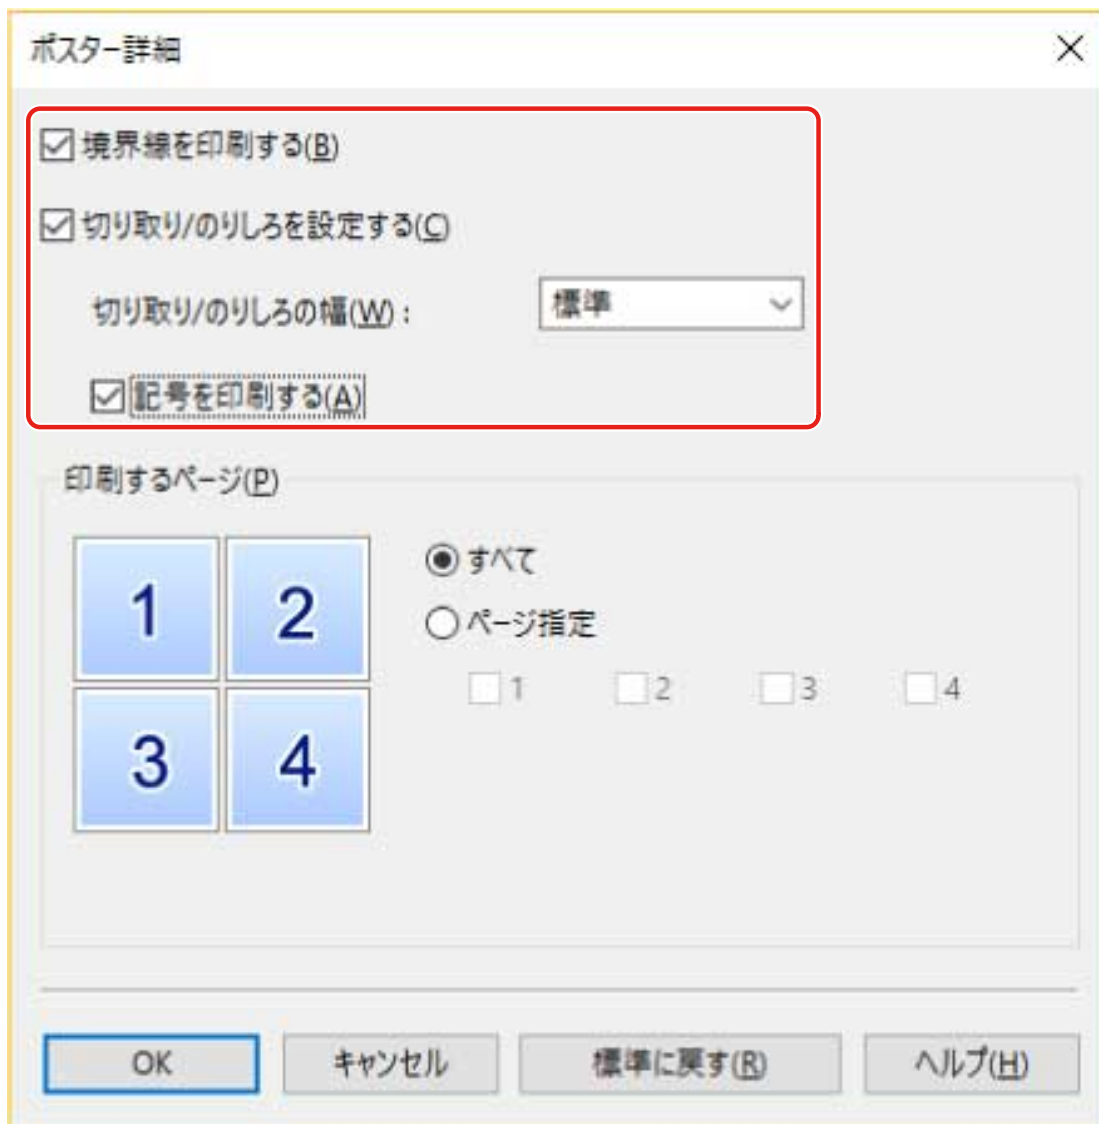 ポスター詳細
境界線を印刷する(B)
切り取り/のりしろを設定する(C)
切り取り/のりしろの幅(W): 標準
記号を印刷する(A)
印刷するページ(P)
1 2
3 4
すべて
ページ指定
1 2 3 4
OK キャンセル 標準に戻す(R) ヘルプ(H)